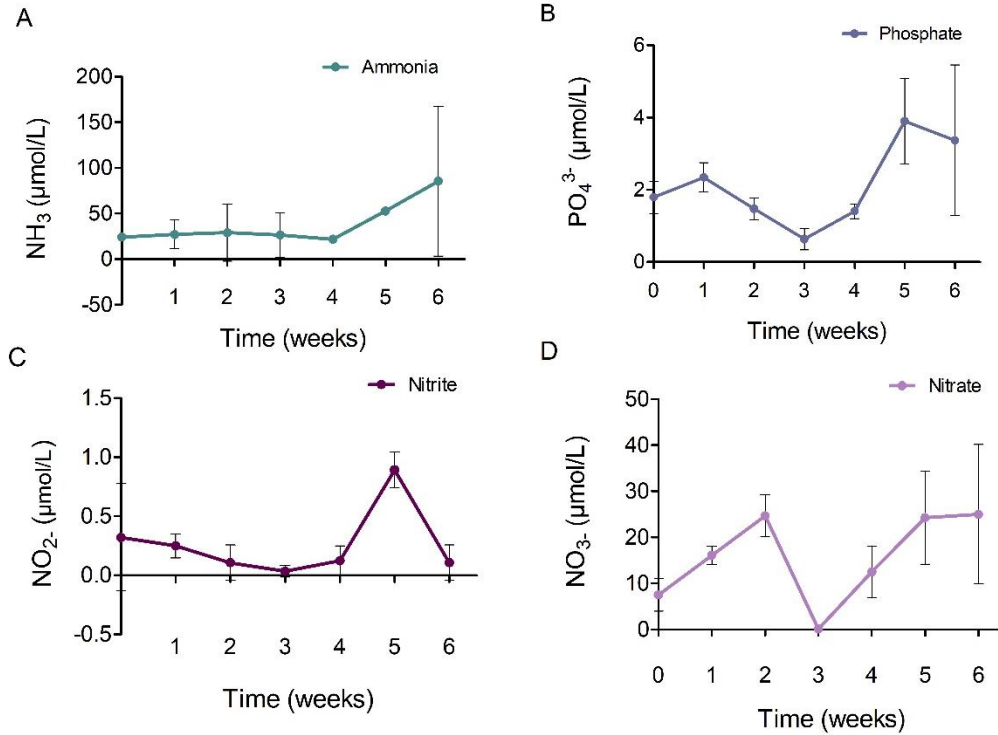 A
Ammonia
NH3 (µmol/L)
200
150
100
50
0
-50
1 2 3 4 5 6
Time (weeks)
B
Phosphate
PO4 3- (µmol/L)
6
4
2
0
0 1 2 3 4 5 6
Time (weeks)
C
Nitrite
NO2- (µmol/L)
1.5
1.0
0.5
0.0
-0.5
1 2 3 4 5 6
Time (weeks)
D
Nitrate
NO3- (µmol/L)
50
40
30
20
10
0
0 1 2 3 4 5 6
Time (weeks)